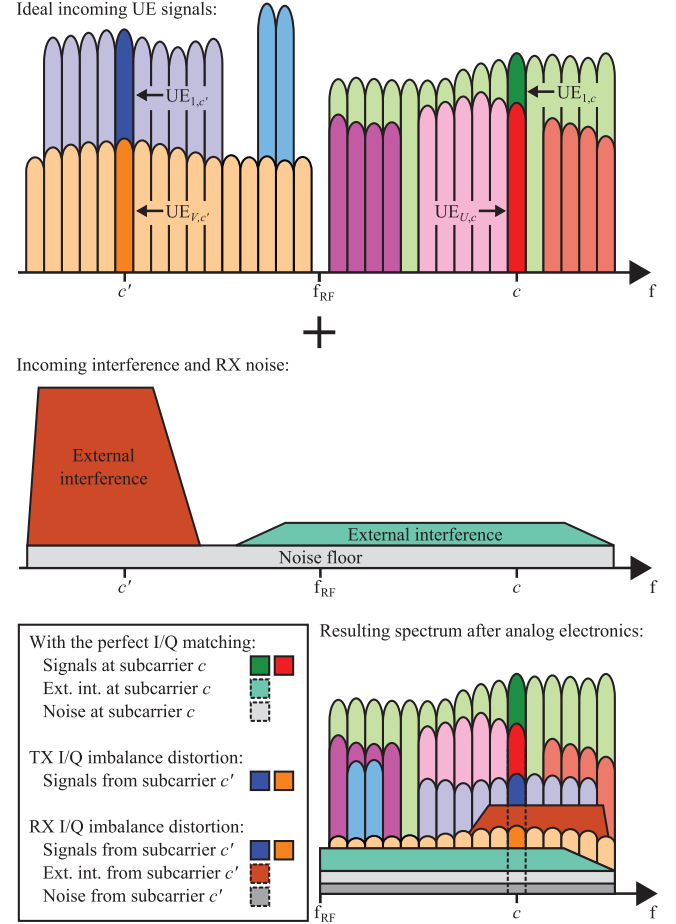 Ideal incoming UE signals:
UE1,c′
UE1,c
UEV,c′
UEU,c
c′
fRF
c
f
+
Incoming interference and RX noise:
External
interference
External interference
Noise floor
c′
fRF
c
f
With the perfect I/Q matching:
Signals at subcarrier c
Ext. int. at subcarrier c
Noise at subcarrier c
TX I/Q imbalance distortion:
Signals from subcarrier c′
RX I/Q imbalance distortion:
Signals from subcarrier c′
Ext. int. from subcarrier c′
Noise from subcarrier c′
Resulting spectrum after analog electronics:
fRF
c
f